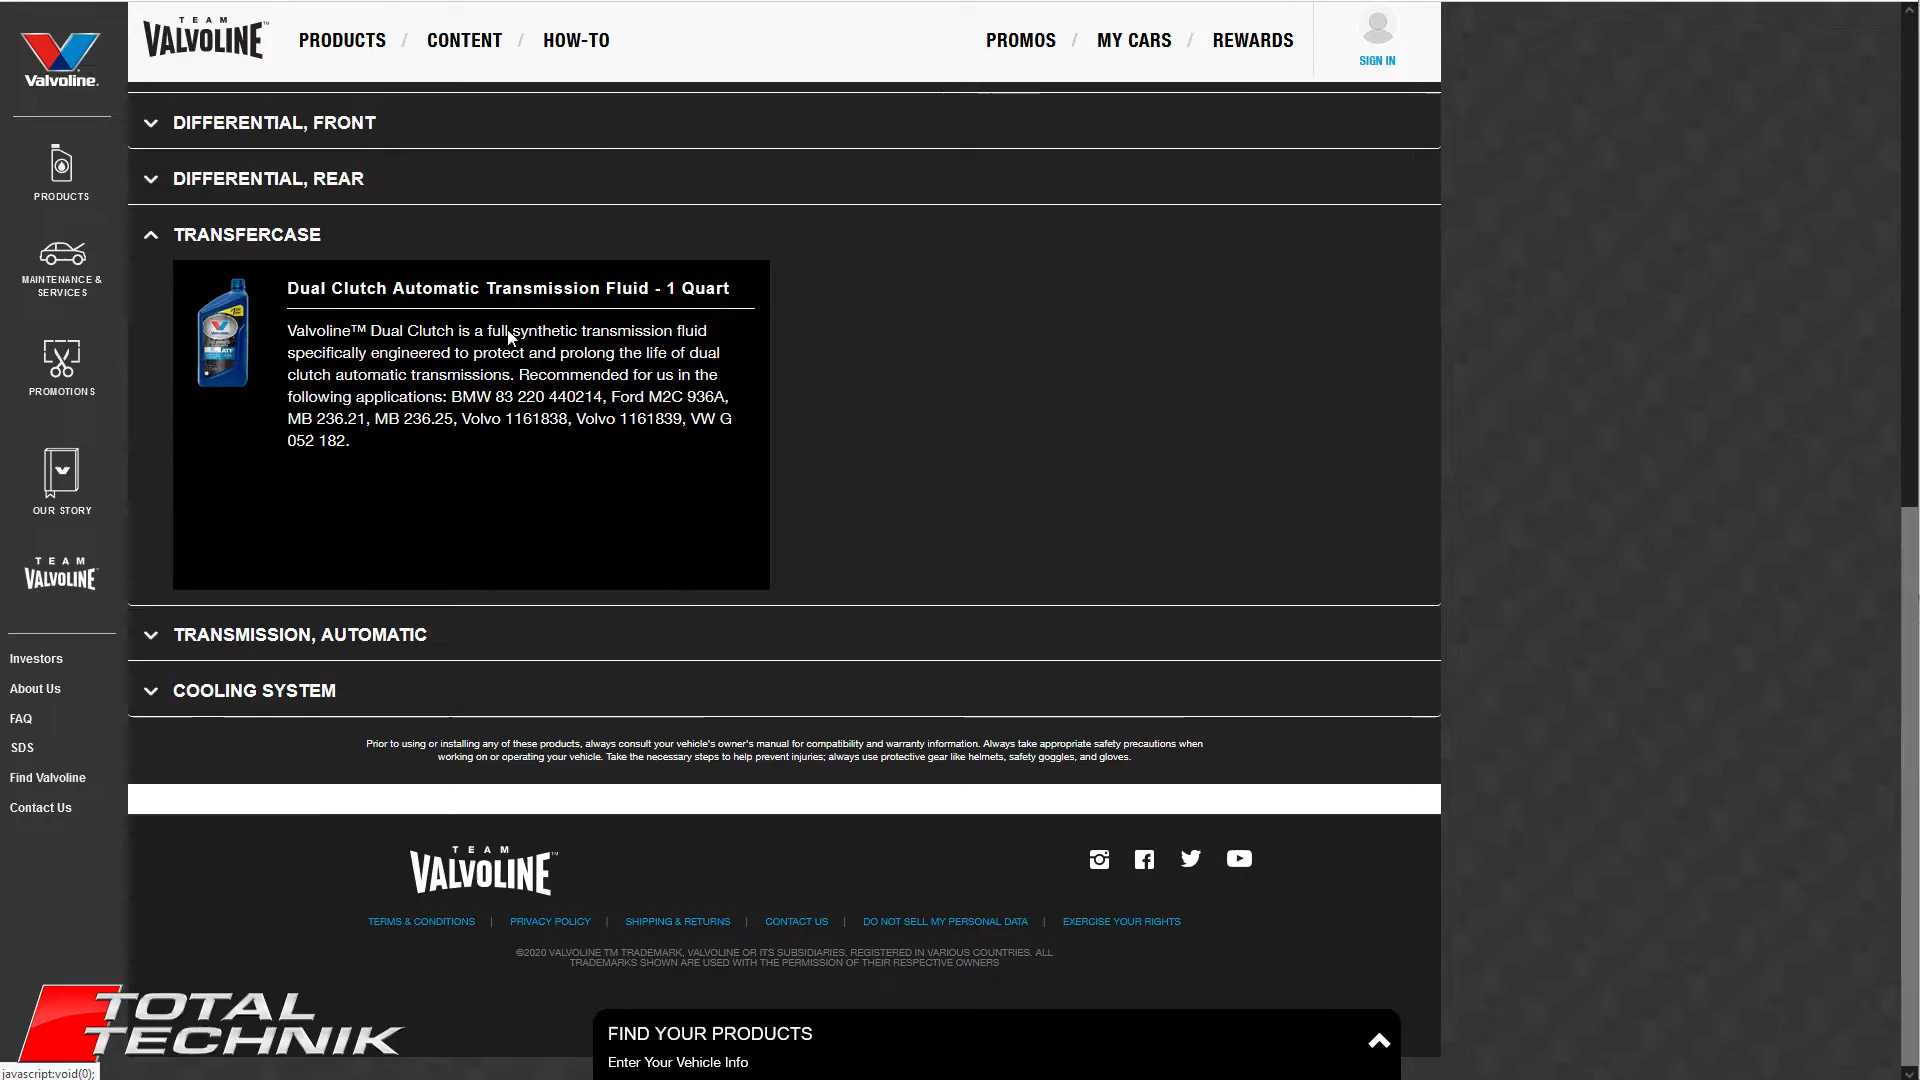 Valvoline.
PRODUCTS
MAINTENANCE &
SERVICES
PROMOTIONS
OUR STORY
TEAM
VALVOLINE
Investors
About Us
FAQ
SDS
Find Valvoline
Contact Us
TEAM
VALVOLINE™
PRODUCTS / CONTENT / HOW-TO
PROMOS / MY CARS / REWARDS
SIGN IN
DIFFERENTIAL, FRONT
DIFFERENTIAL, REAR
TRANSFERCASE
Dual Clutch Automatic Transmission Fluid - 1 Quart
Valvoline™ Dual Clutch is a full synthetic transmission fluid
specifically engineered to protect and prolong the life of dual
clutch automatic transmissions. Recommended for us in the
following applications: BMW 83 220 440214, Ford M2C 936A,
MB 236.21, MB 236.25, Volvo 1161838, Volvo 1161839, VW G
052 182.
TRANSMISSION, AUTOMATIC
COOLING SYSTEM
Prior to using or installing any of these products, always consult your vehicle's owner's manual for compatibility and warranty information. Always take appropriate safety precautions when
working on or operating your vehicle. Take the necessary steps to help prevent injuries; always use protective gear like helmets, safety goggles, and gloves.
TEAM
VALVOLINE™
TERMS & CONDITIONS | PRIVACY POLICY | SHIPPING & RETURNS | CONTACT US | DO NOT SELL MY PERSONAL DATA | EXERCISE YOUR RIGHTS
©2020 VALVOLINE TM TRADEMARK, VALVOLINE OR ITS SUBSIDIARIES, REGISTERED IN VARIOUS COUNTRIES. ALL
TRADEMARKS SHOWN ARE USED WITH THE PERMISSION OF THEIR RESPECTIVE OWNERS
FIND YOUR PRODUCTS
Enter Your Vehicle Info
TOTAL
TECHNIK
javascript:void(0);